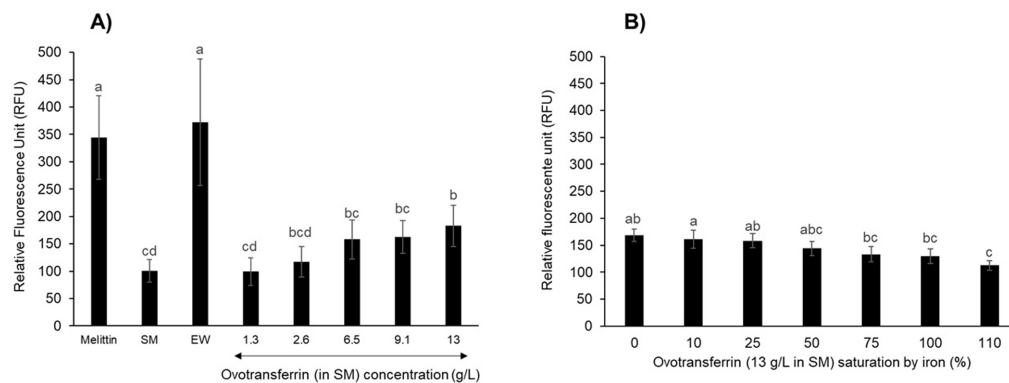 A)
Relative Fluorescence Unit (RFU)
500
450
400
350
300
250
200
150
100
50
0
a
cd
a
cd
bcd
bc
bc
b
Melittin SM EW 1.3 2.6 6.5 9.1 13
Ovotransferrin (in SM) concentration (g/L)
B)
Relative fluorescente unit (RFU)
500
450
400
350
300
250
200
150
100
50
0
ab a ab abc bc bc c
0 10 25 50 75 100 110
Ovotransferrin (13 g/L in SM) saturation by iron (%)